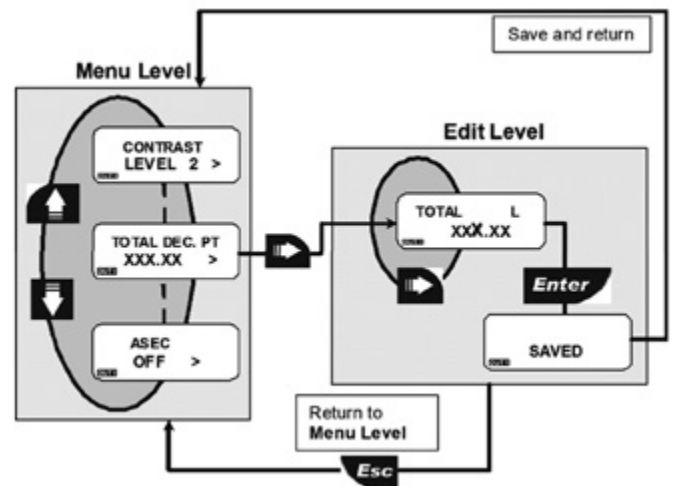 Save and return
Menu Level
CONTRAST
LEVEL 2 >
TOTAL DEC. PT
XXX.XX >
ASEC
OFF >
Edit Level
TOTAL L
XXX.XX
Enter
SAVED
Return to
Menu Level
Esc